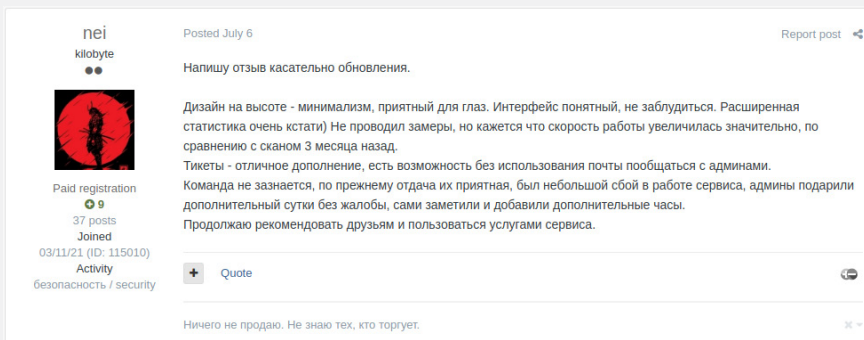 nei
kilobyte
Paid registration
9
37 posts
Joined
03/11/21 (ID: 115010)
Activity
безопасность / security
Posted July 6
Report post
Напишу отзыв касательно обновления.
Дизайн на высоте - минимализм, приятный для глаз. Интерфейс понятный, не заблудиться. Расширенная
статистика очень кстати) Не проводил замеры, но кажется что скорость работы увеличилась значительно, по
сравнению с сканом 3 месяца назад.
Тикеты - отличное дополнение, есть возможность без использования почты пообщаться с админами.
Команда не зазнается, по прежнему отдача их приятная, был небольшой сбой в работе сервиса, админы подарили
дополнительный сутки без жалобы, сами заметили и добавили дополнительные часы.
Продолжаю рекомендовать друзьям и пользоваться услугами сервиса.
+ Quote
Ничего не продаю. Не знаю тех, кто торгует.